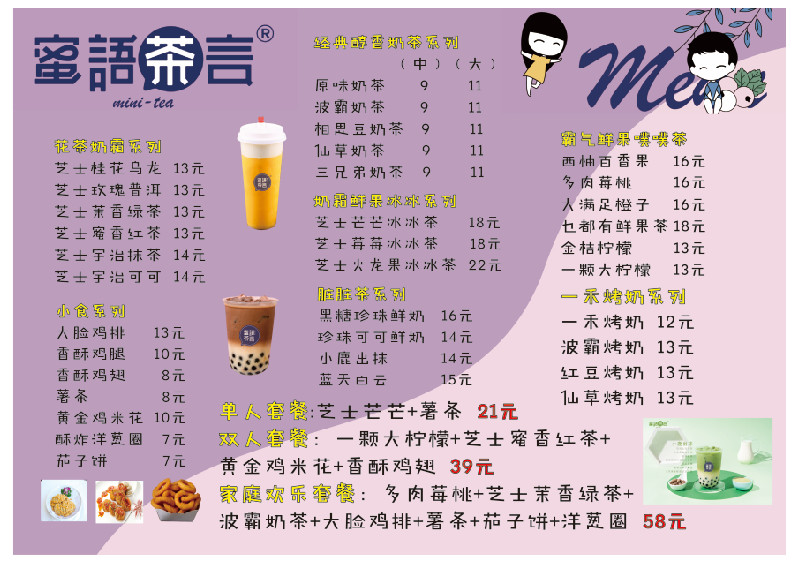 蜜語茶言®
mini-tea
Menu
花茶奶霜系列
芝士桂花乌龙 13元
芝士玫瑰普洱 13元
芝士茉香绿茶 13元
芝士蜜香红茶 13元
芝士宇治抹茶 14元
芝士宇治可可 14元
小食系列
大脸鸡排 13元
香酥鸡腿 10元
香酥鸡翅 8元
薯条 8元
黄金鸡米花 10元
酥炸洋葱圈 7元
茄子饼 7元
经典醇香奶茶系列
(中) (大)
原味奶茶 9 11
波霸奶茶 9 11
相思豆奶茶 9 11
仙草奶茶 9 11
三兄弟奶茶 9 11
奶霜鲜果冰冰系列
芝士芒芒冰冰茶 18元
芝士莓莓冰冰茶 18元
芝士火龙果冰冰茶 22元
脏脏茶系列
黑糖珍珠鲜奶 16元
珍珠可可鲜奶 14元
小鹿出抹 14元
蓝天白云 15元
霸气鲜果噗噗茶
西柚百香果 16元
多肉莓桃 16元
人满足橙子 16元
乜都有鲜果茶 18元
金桔柠檬 13元
一颗大柠檬 13元
一禾烤奶系列
一禾烤奶 12元
波霸烤奶 13元
红豆烤奶 13元
仙草烤奶 13元
单人套餐:芝士芒芒+薯条 21元
双人套餐：一颗大柠檬+芝士蜜香红茶+
黄金鸡米花+香酥鸡翅 39元
家庭欢乐套餐：多肉莓桃+芝士茉香绿茶+
波霸奶茶+大脸鸡排+薯条+茄子饼+洋葱圈 58元